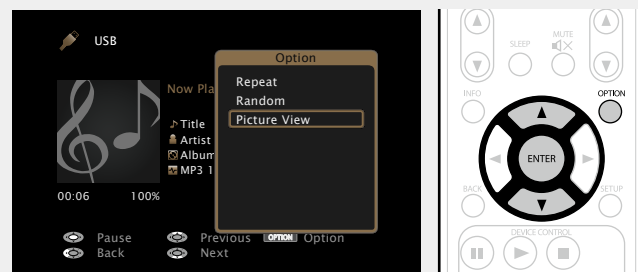 USB
Option
Now Pla
Repeat
Random
Picture View
Title
Artist
Album
MP3 1
00:06 100%
Pause Previous OPTION Option
Back Next
SLEEP MUTE
INFO OPTION
ENTER
BACK SETUP
DEVICE CONTROL